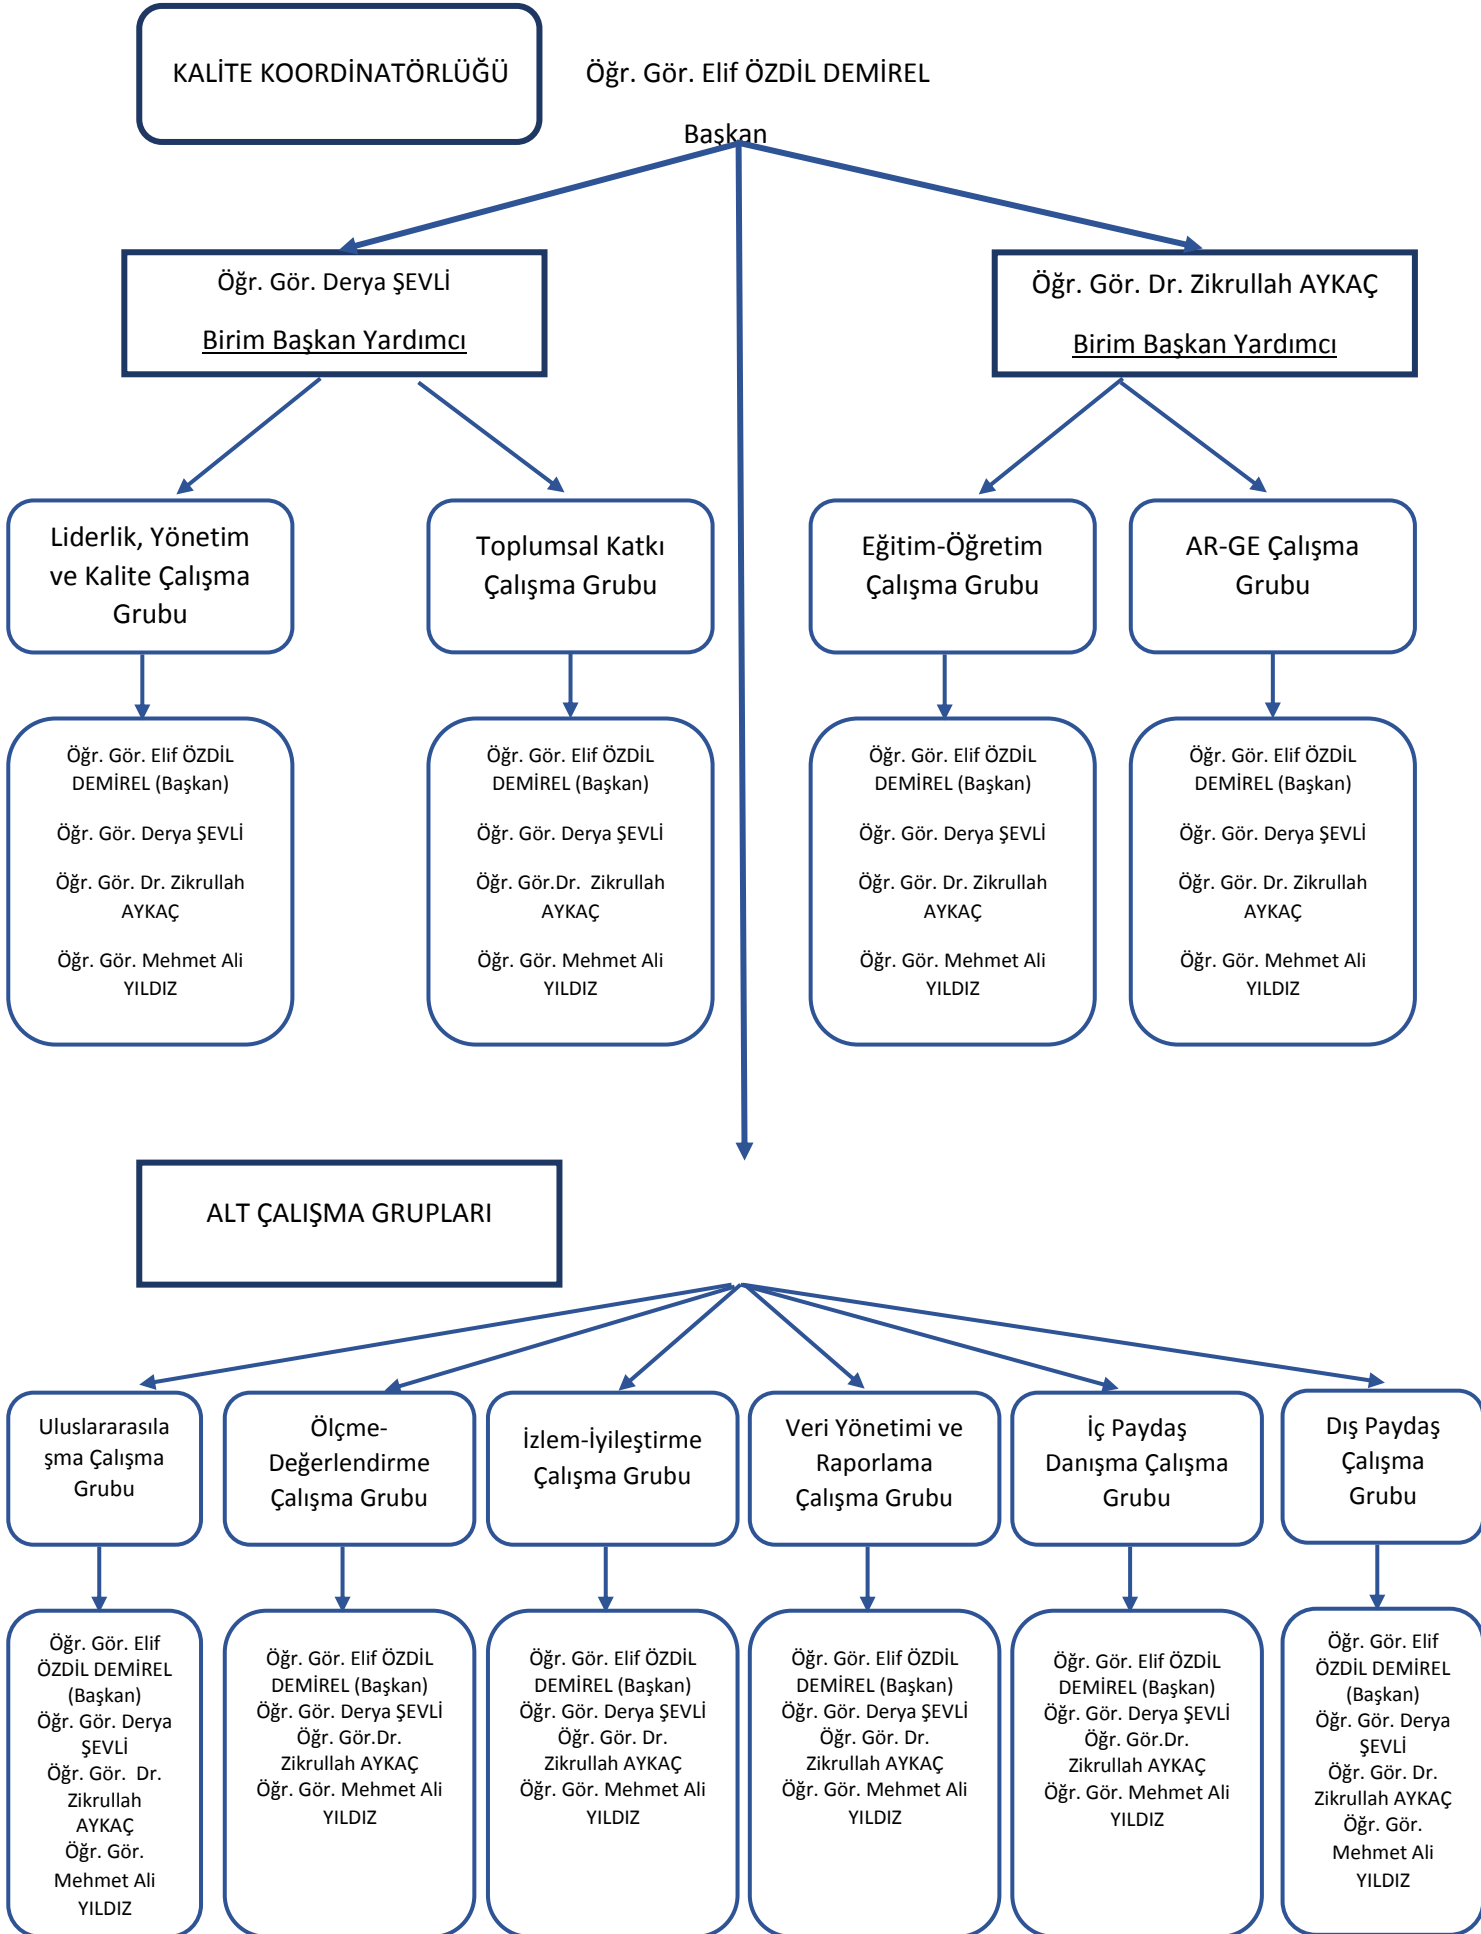 KALİTE KOORDİNATÖRLÜĞÜ
Öğr. Gör. Elif ÖZDİL DEMİREL
Başkan
Öğr. Gör. Derya ŞEVLİ
Birim Başkan Yardımcı
Öğr. Gör. Dr. Zikrullah AYKAÇ
Birim Başkan Yardımcı
Liderlik, Yönetim
ve Kalite Çalışma
Grubu
Toplumsal Katkı
Çalışma Grubu
Eğitim-Öğretim
Çalışma Grubu
AR-GE Çalışma
Grubu
Öğr. Gör. Elif ÖZDİL
DEMİREL (Başkan)
Öğr. Gör. Derya ŞEVLİ
Öğr. Gör. Dr. Zikrullah
AYKAÇ
Öğr. Gör. Mehmet Ali
YILDIZ
Öğr. Gör. Elif ÖZDİL
DEMİREL (Başkan)
Öğr. Gör. Derya ŞEVLİ
Öğr. Gör.Dr. Zikrullah
AYKAÇ
Öğr. Gör. Mehmet Ali
YILDIZ
Öğr. Gör. Elif ÖZDİL
DEMİREL (Başkan)
Öğr. Gör. Derya ŞEVLİ
Öğr. Gör. Dr. Zikrullah
AYKAÇ
Öğr. Gör. Mehmet Ali
YILDIZ
Öğr. Gör. Elif ÖZDİL
DEMİREL (Başkan)
Öğr. Gör. Derya ŞEVLİ
Öğr. Gör. Dr. Zikrullah
AYKAÇ
Öğr. Gör. Mehmet Ali
YILDIZ
ALT ÇALIŞMA GRUPLARI
Uluslararasıla
şma Çalışma
Grubu
Ölçme-
Değerlendirme
Çalışma Grubu
İzlem-İyileştirme
Çalışma Grubu
Veri Yönetimi ve
Raporlama
Çalışma Grubu
İç Paydaş
Danışma Çalışma
Grubu
Dış Paydaş
Çalışma
Grubu
Öğr. Gör. Elif
ÖZDİL DEMİREL
(Başkan)
Öğr. Gör. Derya
ŞEVLİ
Öğr. Gör. Dr.
Zikrullah
AYKAÇ
Öğr. Gör.
Mehmet Ali
YILDIZ
Öğr. Gör. Elif ÖZDİL
DEMİREL (Başkan)
Öğr. Gör. Derya ŞEVLİ
Öğr. Gör.Dr.
Zikrullah AYKAÇ
Öğr. Gör. Mehmet Ali
YILDIZ
Öğr. Gör. Elif ÖZDİL
DEMİREL (Başkan)
Öğr. Gör. Derya ŞEVLİ
Öğr. Gör. Dr.
Zikrullah AYKAÇ
Öğr. Gör. Mehmet Ali
YILDIZ
Öğr. Gör. Elif ÖZDİL
DEMİREL (Başkan)
Öğr. Gör. Derya ŞEVLİ
Öğr. Gör. Dr.
Zikrullah AYKAÇ
Öğr. Gör. Mehmet Ali
YILDIZ
Öğr. Gör. Elif ÖZDİL
DEMİREL (Başkan)
Öğr. Gör. Derya ŞEVLİ
Öğr. Gör.Dr.
Zikrullah AYKAÇ
Öğr. Gör. Mehmet Ali
YILDIZ
Öğr. Gör. Elif
ÖZDİL DEMİREL
(Başkan)
Öğr. Gör. Derya
ŞEVLİ
Öğr. Gör. Dr.
Zikrullah AYKAÇ
Öğr. Gör.
Mehmet Ali
YILDIZ